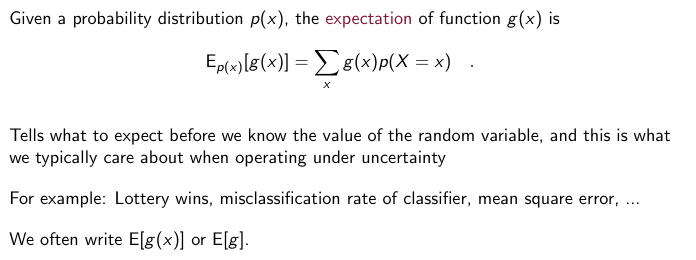 Given a probability distribution p(x), the expectation of function g(x) is
E_{p(x)}[g(x)] = ∑_x g(x)p(X = x) .
Tells what to expect before we know the value of the random variable, and this is what
we typically care about when operating under uncertainty
For example: Lottery wins, misclassification rate of classifier, mean square error, ...
We often write E[g(x)] or E[g].